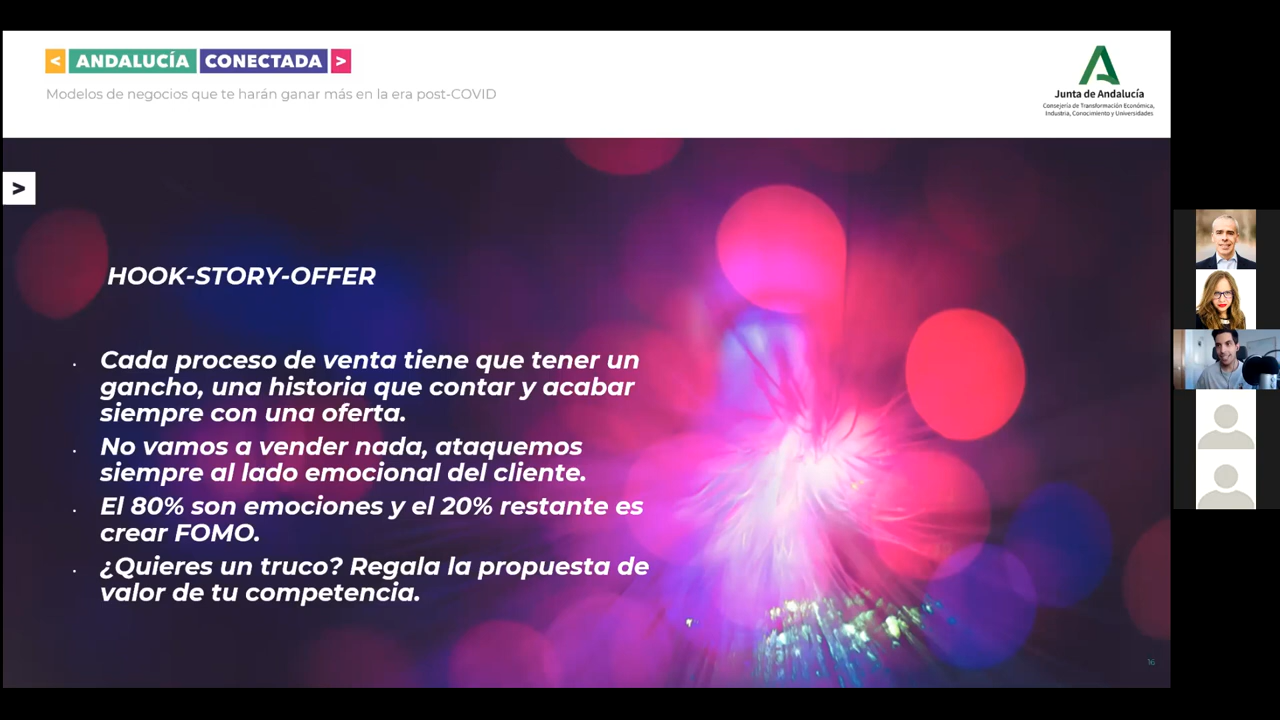 < ANDALUCÍA CONECTADA >
Modelos de negocios que te harán ganar más en la era post-COVID
Junta de Andalucía
Consejería de Transformación Económica,
Industria, Conocimiento y Universidades
>
HOOK-STORY-OFFER
. Cada proceso de venta tiene que tener un
gancho, una historia que contar y acabar
siempre con una oferta.
. No vamos a vender nada, ataquemos
siempre al lado emocional del cliente.
. El 80% son emociones y el 20% restante es
crear FOMO.
. ¿Quieres un truco? Regala la propuesta de
valor de tu competencia.
16